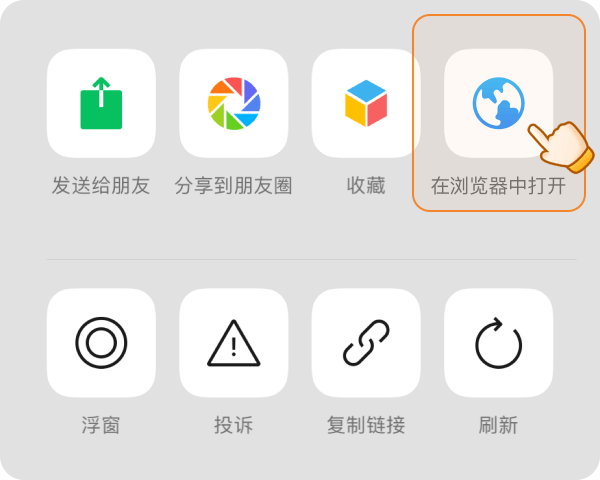 发送给朋友
分享到朋友圈
收藏
在浏览器中打开
浮窗
投诉
复制链接
刷新